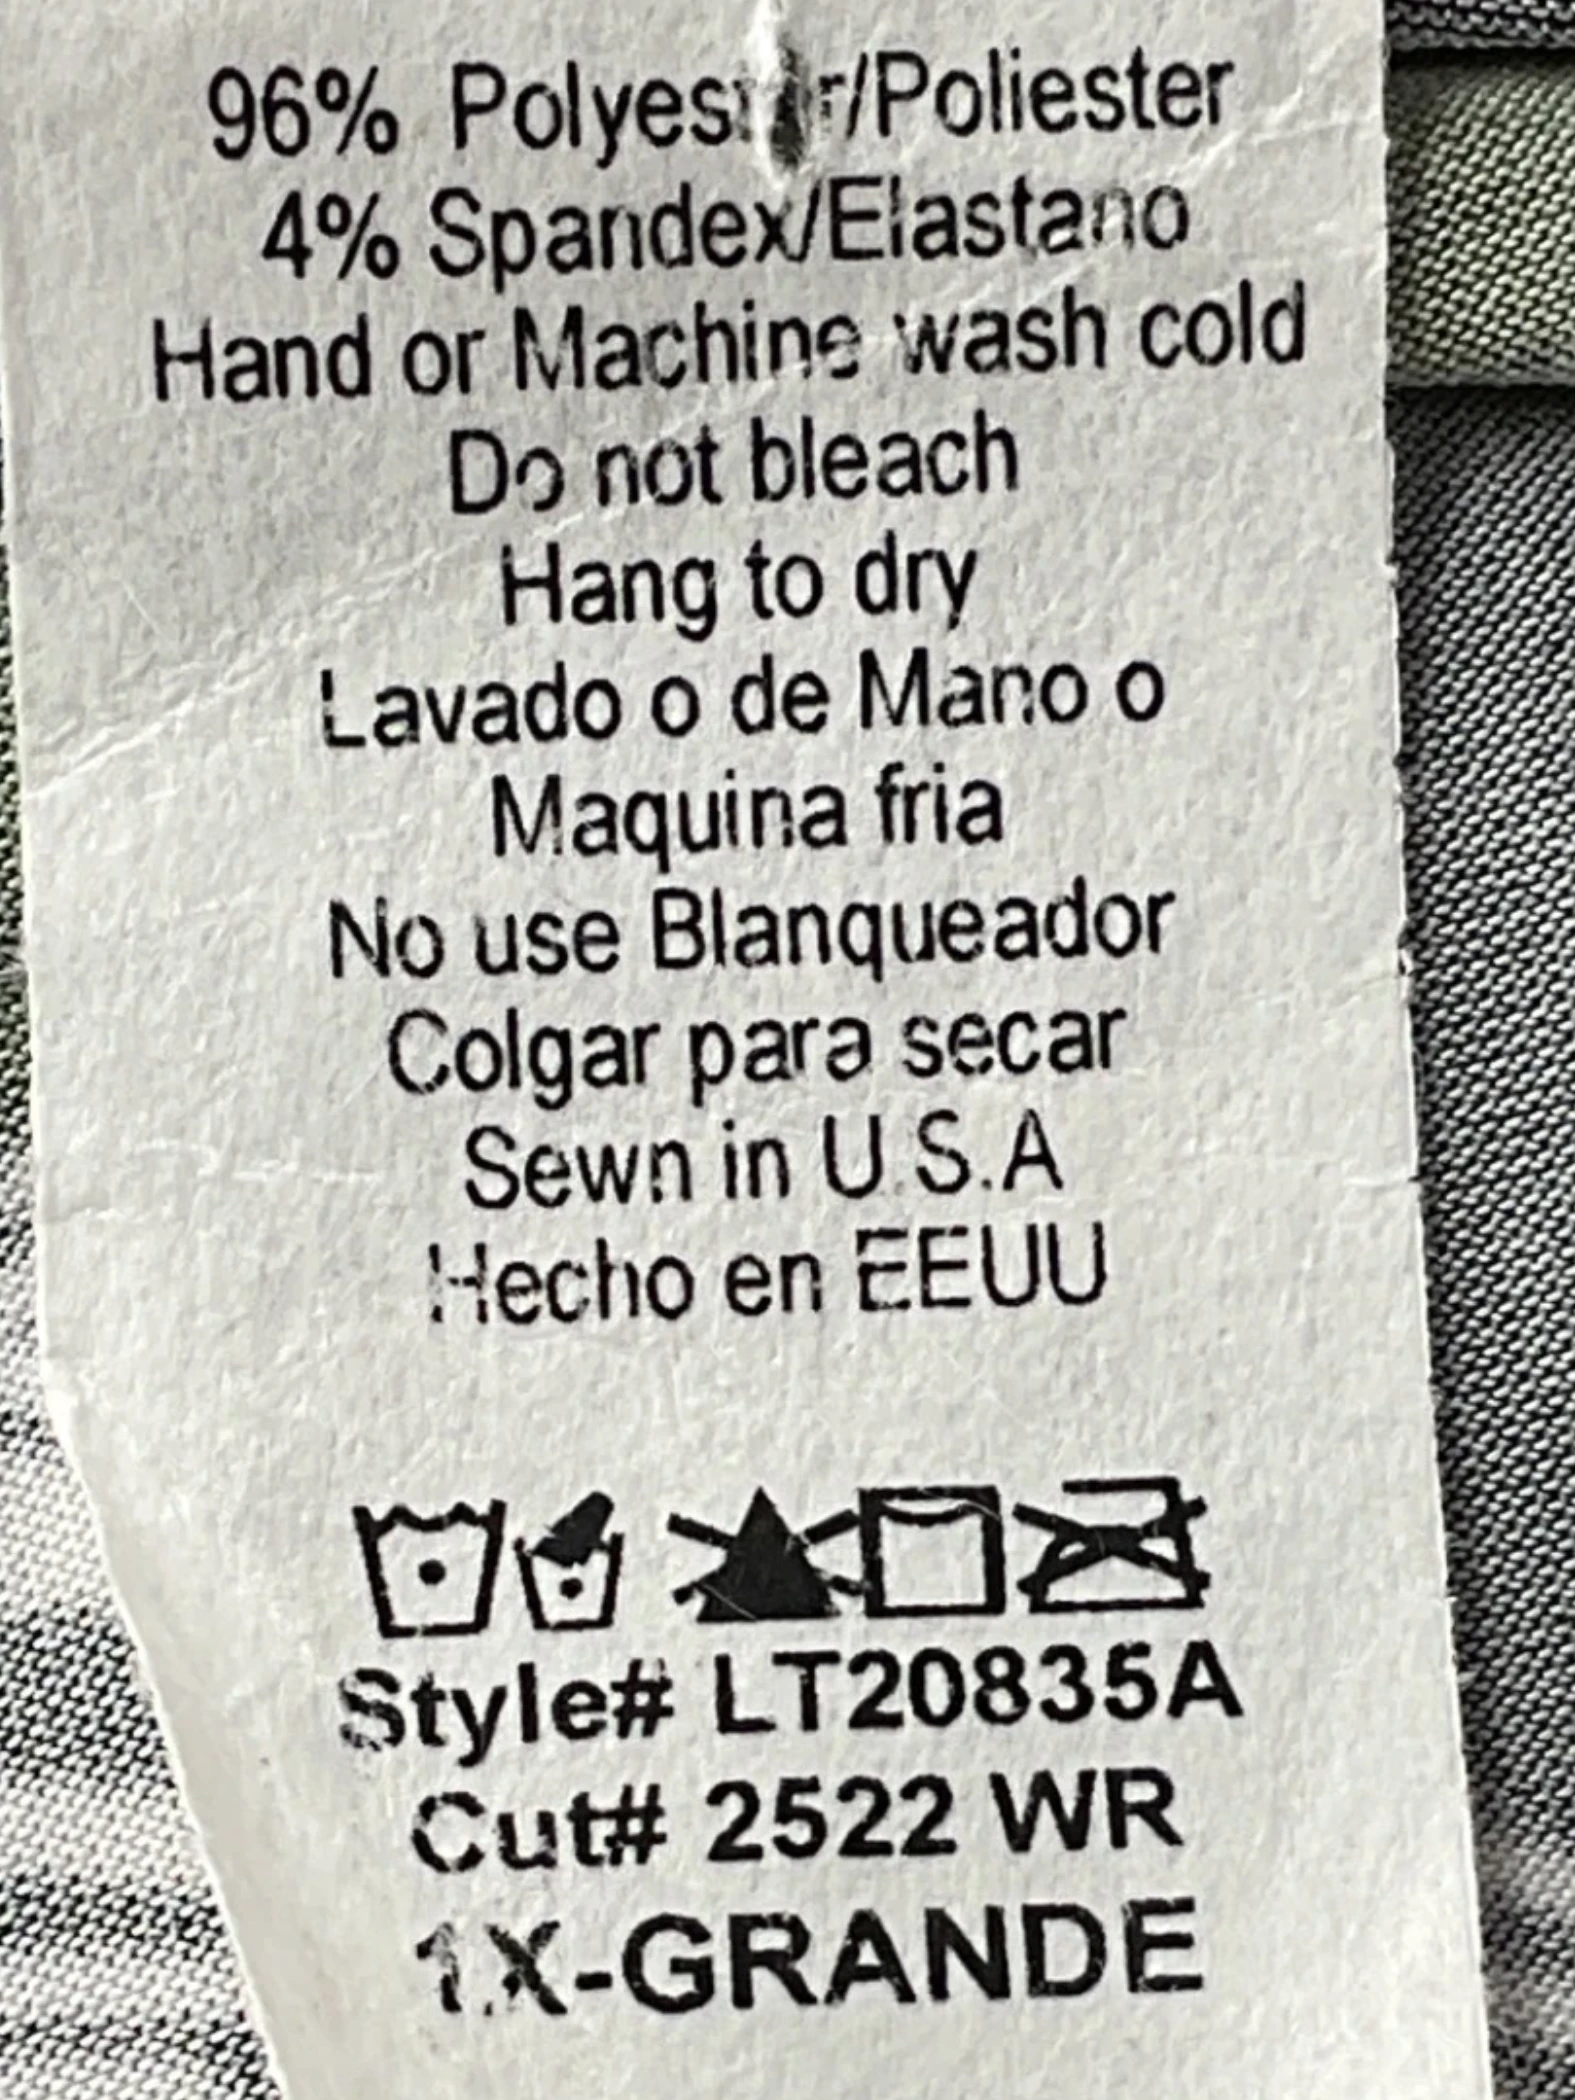 96% Polyester/Poliester
4% Spandex/Elastano
Hand or Machine wash cold
Do not bleach
Hang to dry
Lavado o de Mano o
Maquina fria
No use Blanqueador
Colgar para secar
Sewn in U.S.A
Hecho en EEUU
Style# LT20835A
Cut# 2522 WR
1X-GRANDE